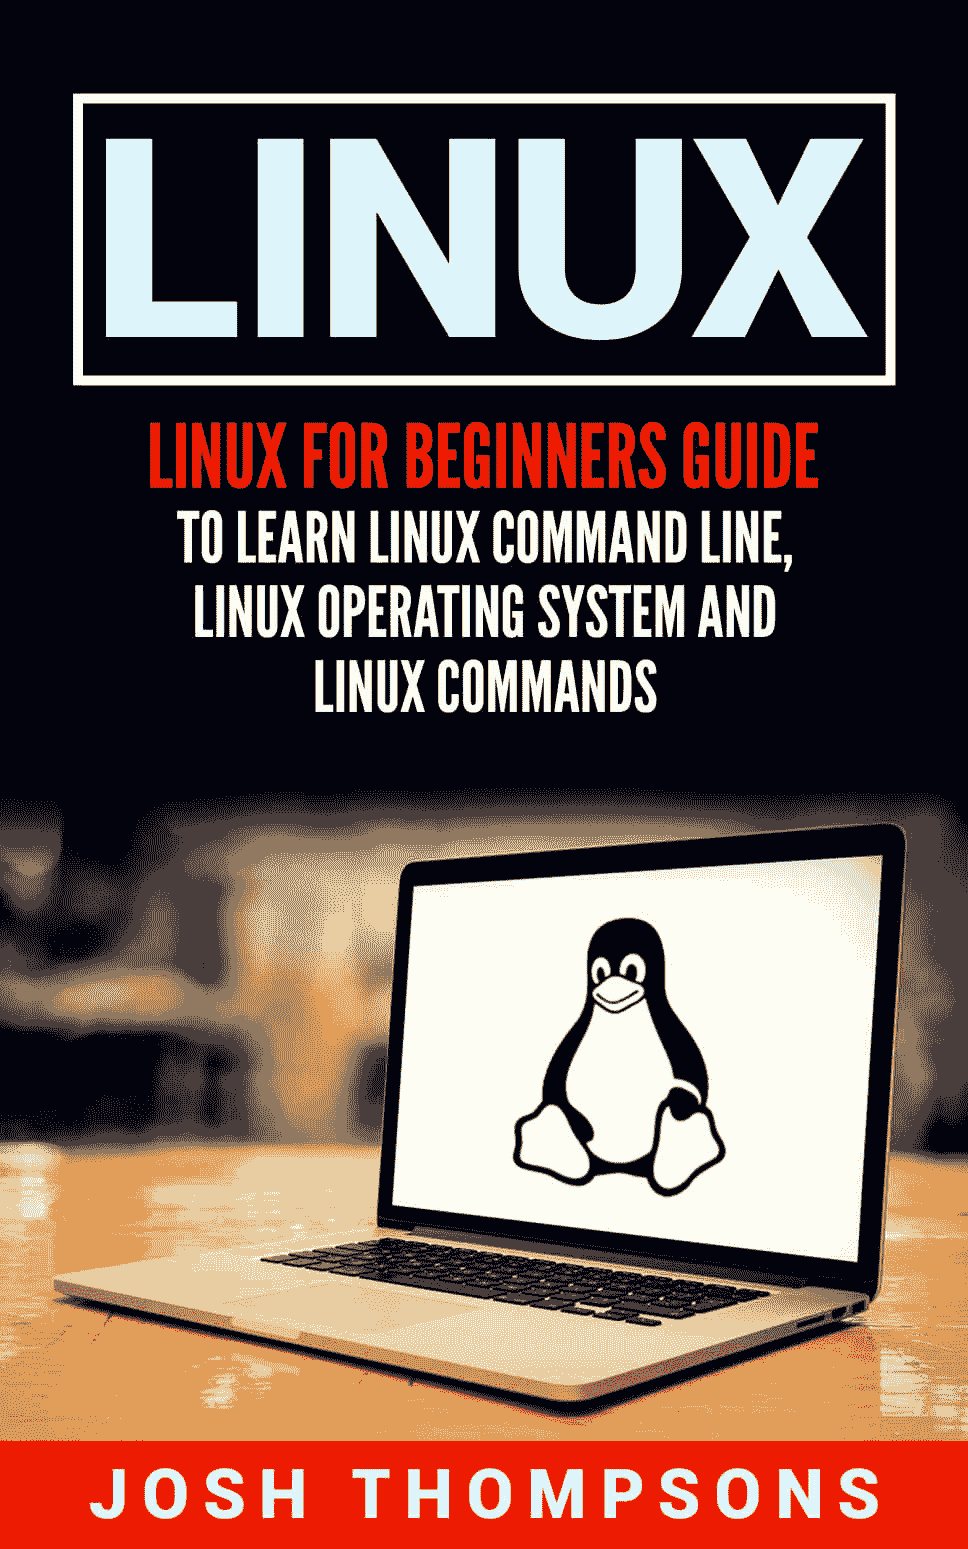 LINUX
LINUX FOR BEGINNERS GUIDE
TO LEARN LINUX COMMAND LINE,
LINUX OPERATING SYSTEM AND
LINUX COMMANDS
JOSH THOMPSONS